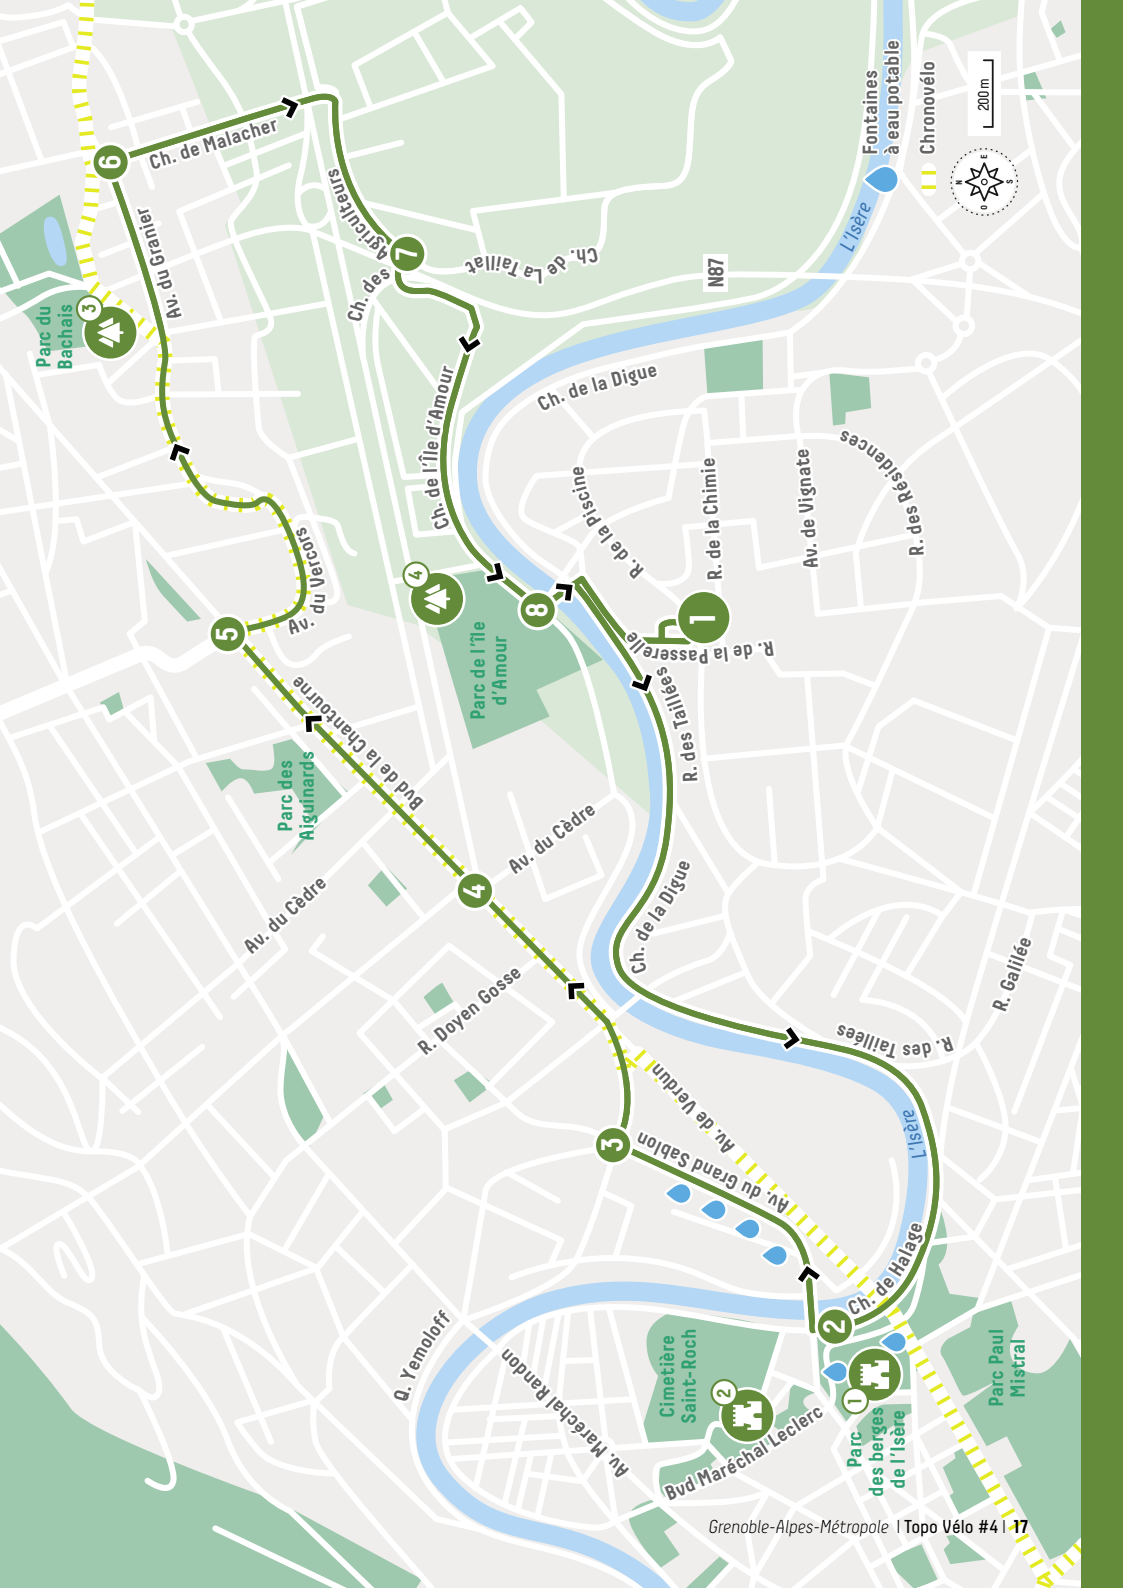 Fontaines
à eau potable
Chronovélo
200 m
N
E
S
O
L'Isère
N87
6
Ch. de Malacher
Av. du Granier
Parc du
Bachais
3
Ch. des
Agriculteurs
7
Ch. de La Taillat
Ch. de l'Île d'Amour
Ch. de la Digue
R. de la Piscine
R. de la Chimie
Av. de Vignate
R. des Résidences
Av. du Vercors
5
4
Parc de l'île
d'Amour
8
1
R. de la Passerelle
R. des Taillées
Bvd de la Chantourne
Parc des
Aiguinards
Av. du Cèdre
Av. du Cèdre
4
Ch. de la Digue
R. Doyen Gosse
R. Galilée
R. des Taillées
Av. de Verdun
3
Av. du Grand Sablon
L'Isère
Ch. de Halage
2
Q. Yemoloff
Av. Maréchal Randon
Cimetière
Saint-Roch
2
Bvd Maréchal Leclerc
1
Parc
des berges
de l'Isère
Parc Paul
Mistral
Grenoble-Alpes-Métropole | Topo Vélo #4 | 17